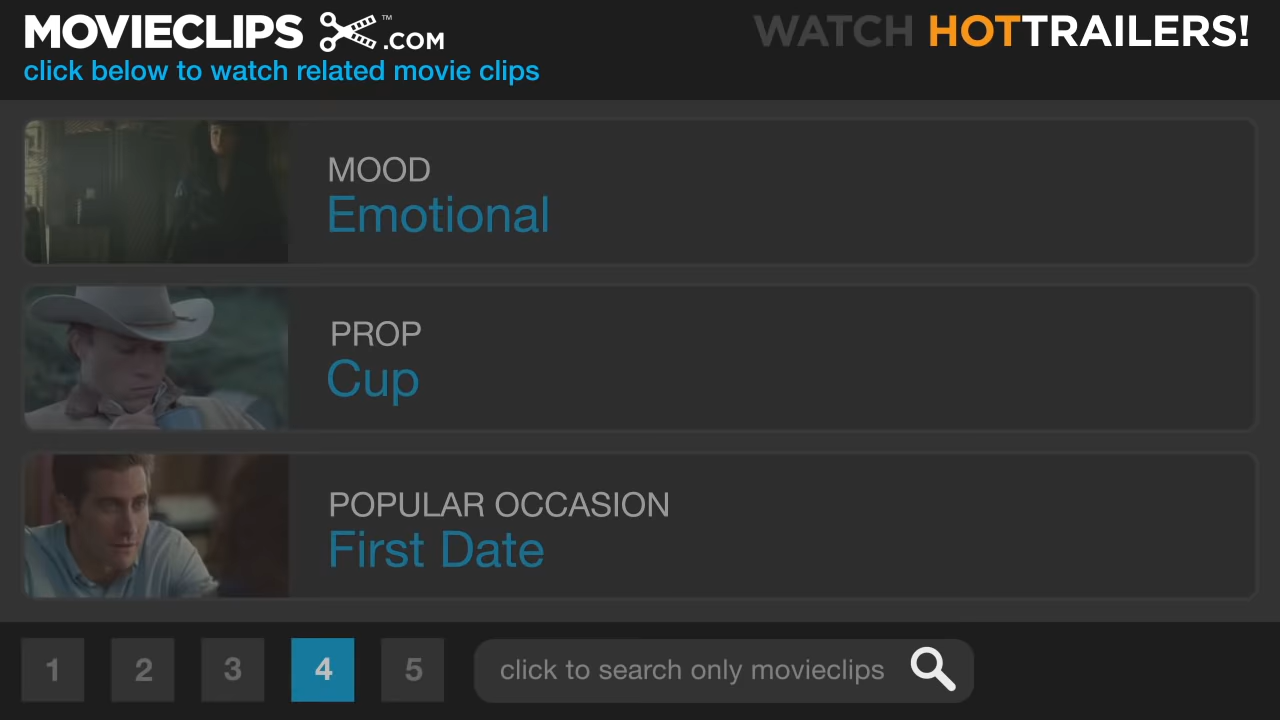 MOVIECLIPS ™ .COM
WATCH HOTTRAILERS!
click below to watch related movie clips
MOOD
Emotional
PROP
Cup
POPULAR OCCASION
First Date
1 2 3 4 5 click to search only movieclips